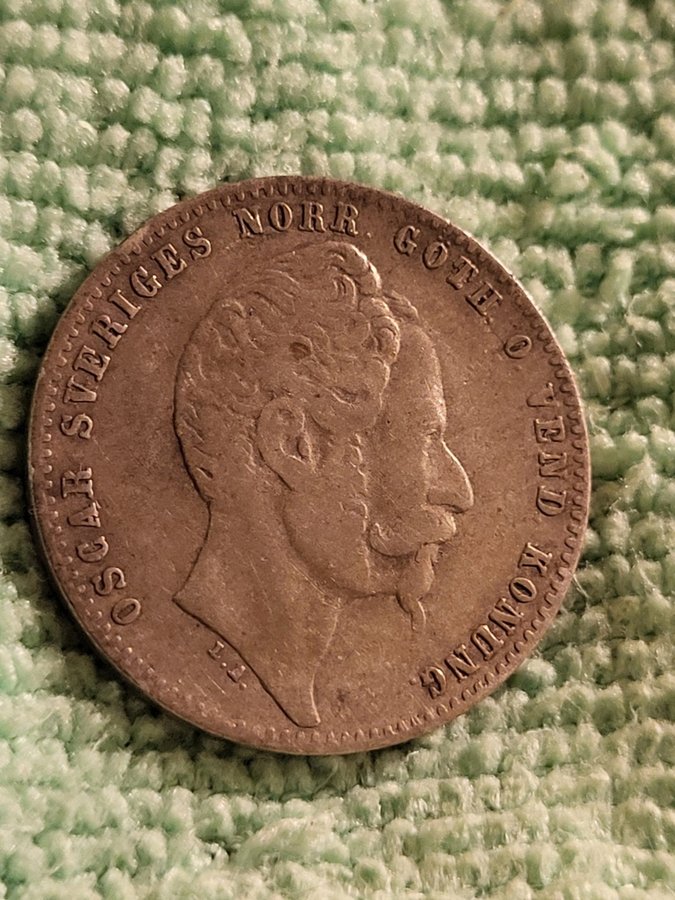 OSCAR SVERIGES NORR. GÖTH. O. VEND. KONUNG.
L.A.